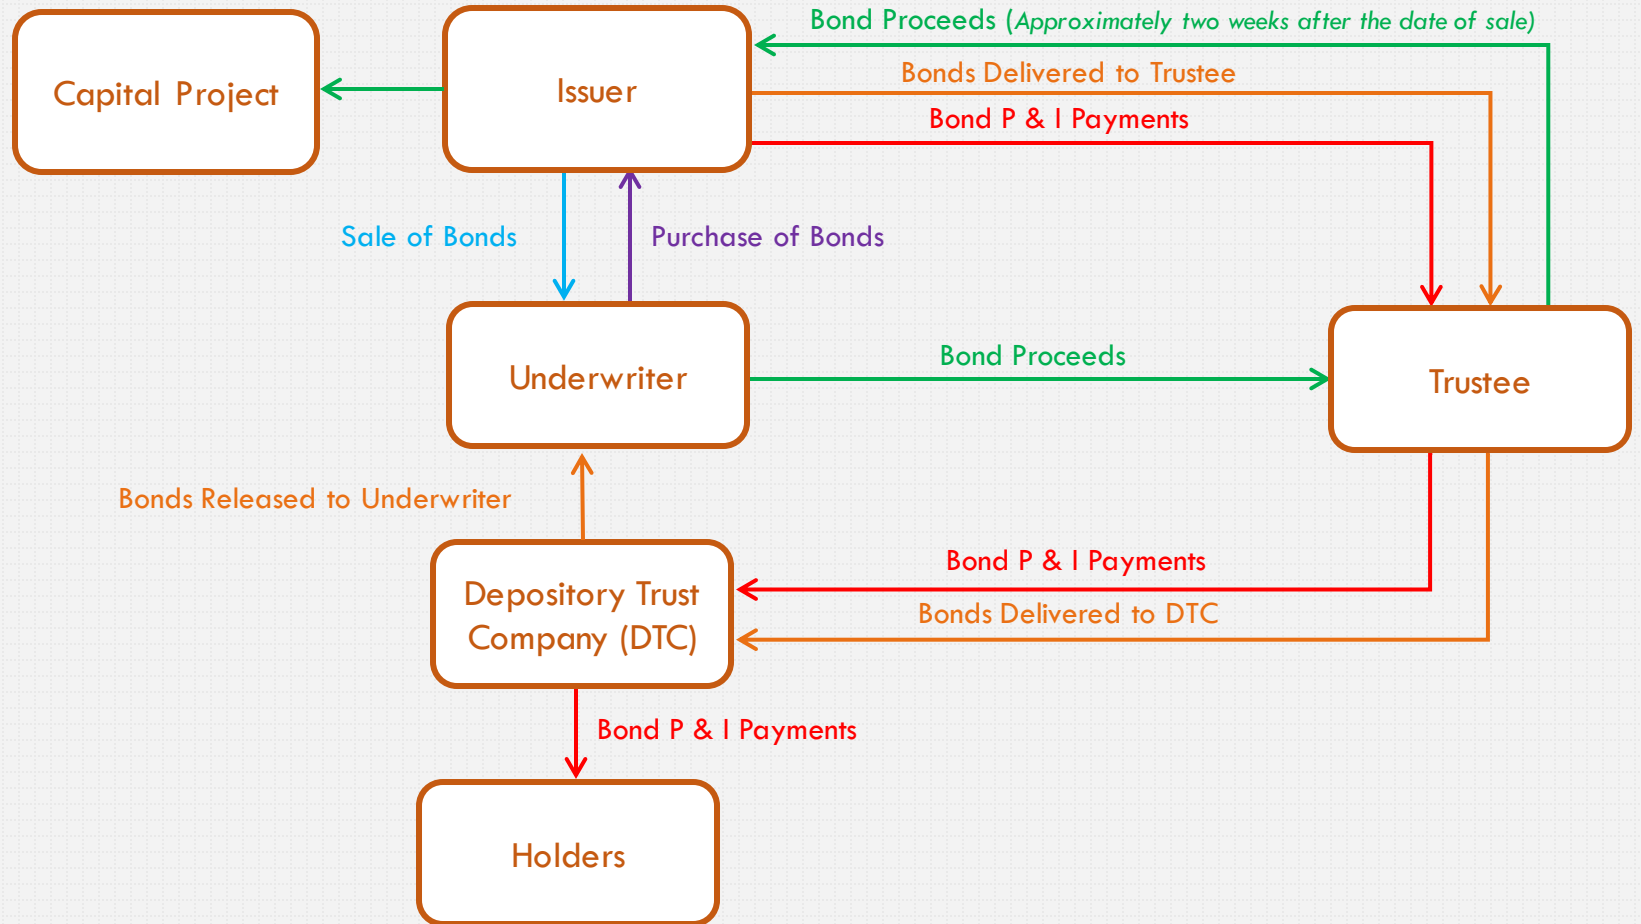 Bond Proceeds (Approximately two weeks after the date of sale)
Capital Project
Issuer
Bonds Delivered to Trustee
Bond P & I Payments
Sale of Bonds
Purchase of Bonds
Underwriter
Bond Proceeds
Trustee
Bonds Released to Underwriter
Depository Trust
Company (DTC)
Bond P & I Payments
Bonds Delivered to DTC
Bond P & I Payments
Holders